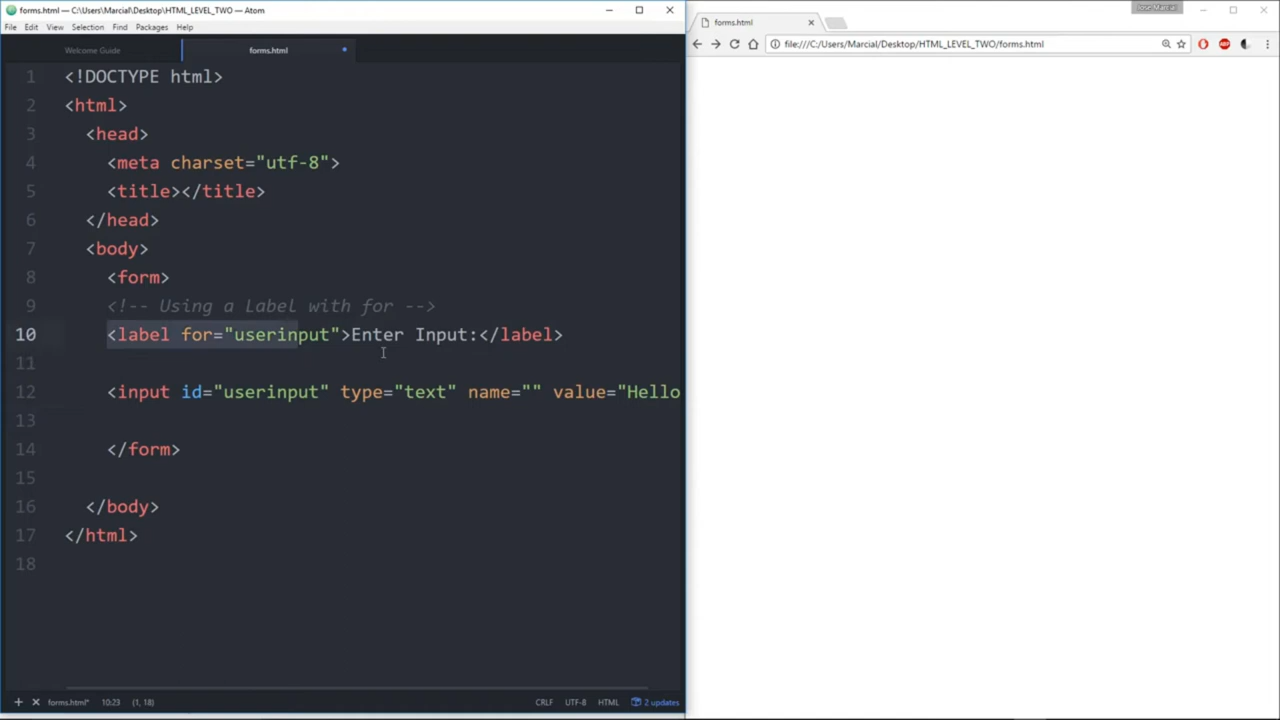 forms.html — C:\Users\Marcial\Desktop\HTML_LEVEL_TWO — Atom
File Edit View Selection Find Packages Help
Welcome Guide
forms.html
1 <!DOCTYPE html>
2 <html>
3 <head>
4 <meta charset="utf-8">
5 <title></title>
6 </head>
7 <body>
8 <form>
9 <!-- Using a Label with for -->
10 <label for="userinput">Enter Input:</label>
11
12 <input id="userinput" type="text" name="" value="Hello
13
14 </form>
15
16 </body>
17 </html>
18
forms.html* 10:23 (1, 18) CRLF UTF-8 HTML 2 updates
forms.html
Jose Marcial
file:///C:/Users/Marcial/Desktop/HTML_LEVEL_TWO/forms.html
ABP